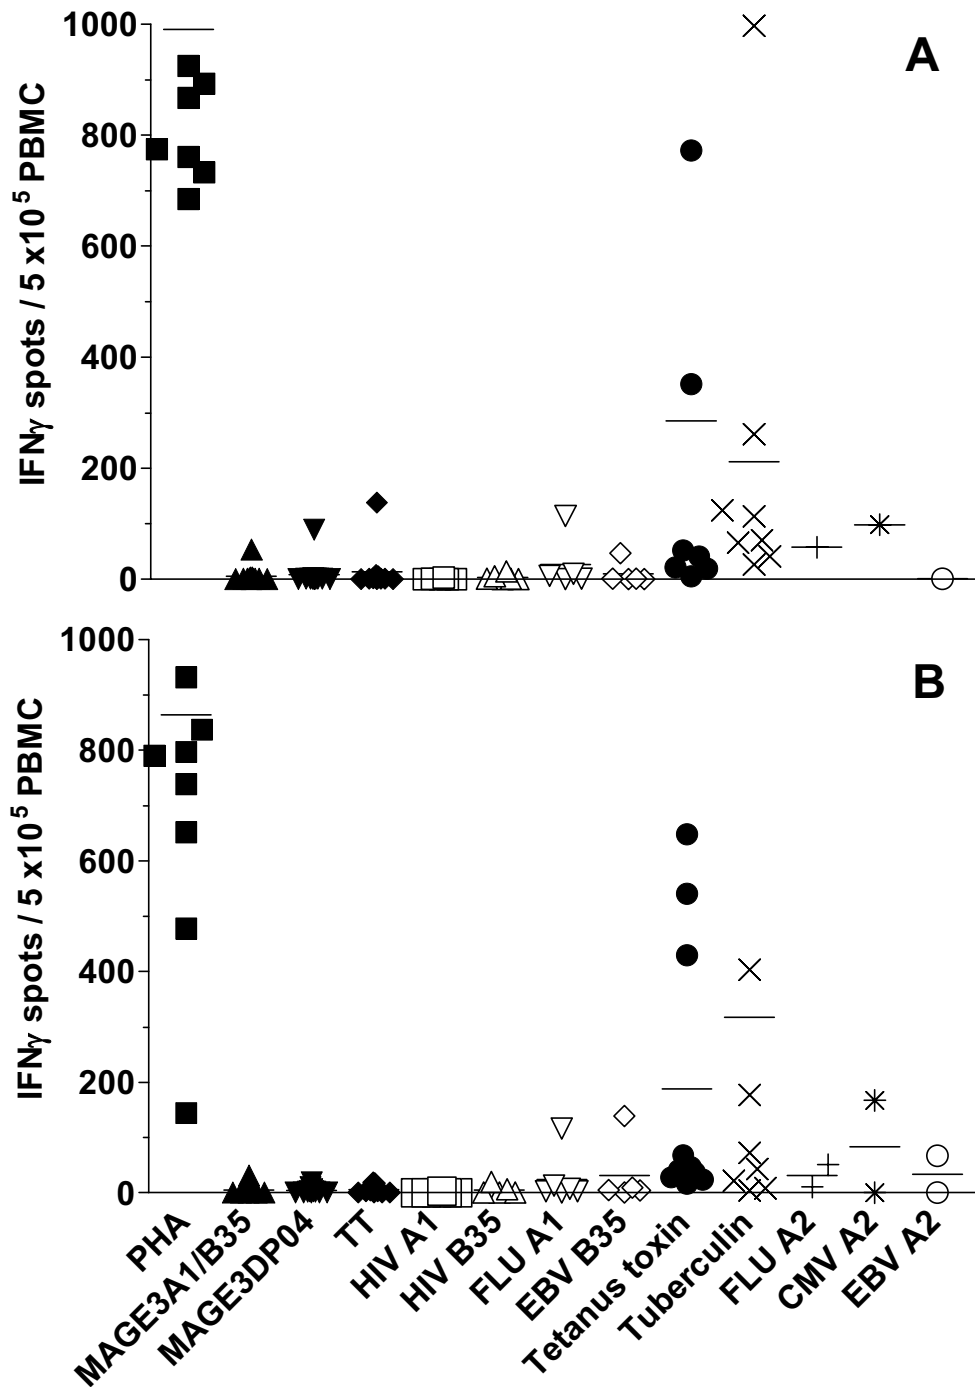 A
IFNγ spots / 5 x10⁵ PBMC
1000
800
600
400
200
0
B
IFNγ spots / 5 x10⁵ PBMC
1000
800
600
400
200
0
PHA
MAGE3A1/B35
MAGE3DP04
TT
HIV A1
HIV B35
FLU A1
EBV B35
Tetanus toxin
Tuberculin
FLU A2
CMV A2
EBV A2